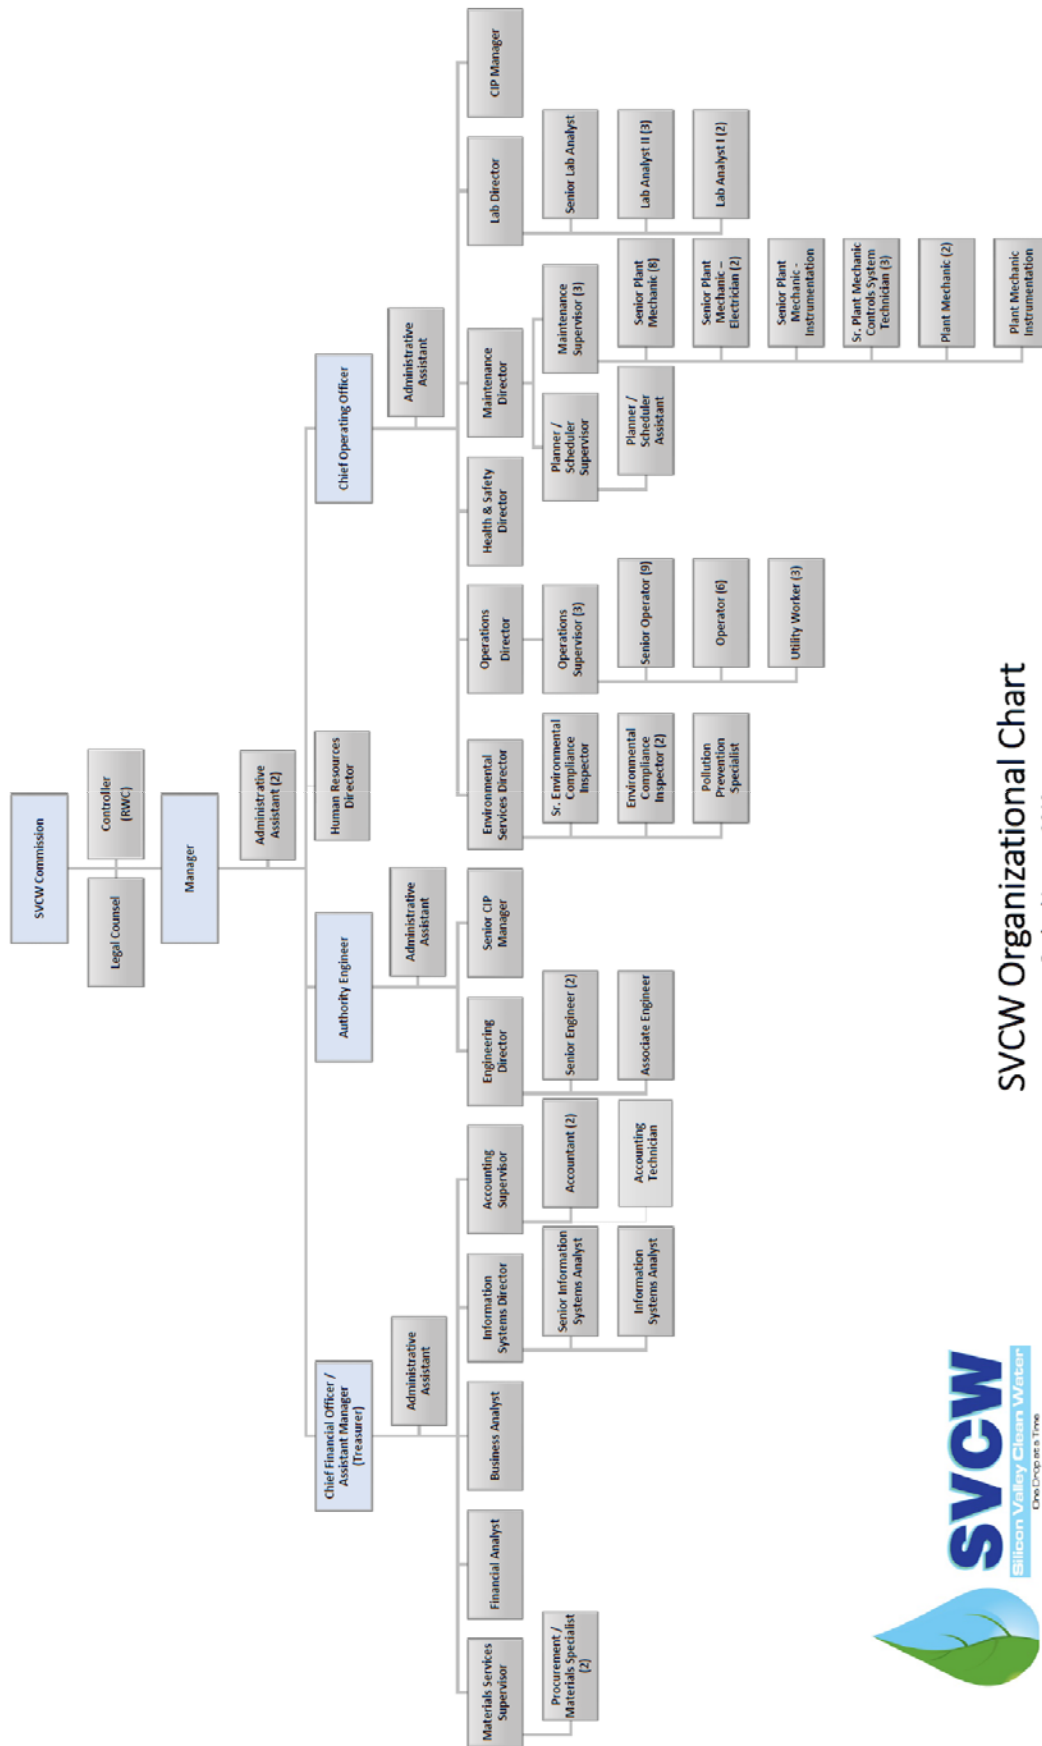 SVCW Commission
Legal Counsel
Controller
(RWC)
Manager
Administrative
Assistant (2)
Chief Financial Officer /
Assistant Manager
(Treasurer)
Authority Engineer
Human Resources
Director
Chief Operating Officer
Administrative
Assistant
Administrative
Assistant
Administrative
Assistant
Materials Services
Supervisor
Financial Analyst
Business Analyst
Information
Systems Director
Accounting
Supervisor
Engineering
Director
Senior CIP
Manager
Environmental
Services Director
Operations
Director
Health & Safety
Director
Maintenance
Director
Lab Director
CIP Manager
Procurement /
Materials Specialist
(2)
Senior Information
Systems Analyst
Information
Systems Analyst
Accountant (2)
Accounting
Technician
Senior Engineer (2)
Associate Engineer
Sr. Environmental
Compliance
Inspector
Environmental
Compliance
Inspector (2)
Pollution
Prevention
Specialist
Operations
Supervisor (3)
Senior Operator (9)
Operator (6)
Utility Worker (3)
Planner /
Scheduler
Supervisor
Planner /
Scheduler
Assistant
Maintenance
Supervisor (3)
Senior Plant
Mechanic (8)
Senior Plant
Mechanic –
Electrician (2)
Senior Plant
Mechanic -
Instrumentation
Sr. Plant Mechanic
Controls System
Technician (3)
Plant Mechanic (2)
Plant Mechanic
Instrumentation
Senior Lab Analyst
Lab Analyst II (3)
Lab Analyst I (2)
SVCW
Silicon Valley Clean Water
One Drop at a Time
SVCW Organizational Chart